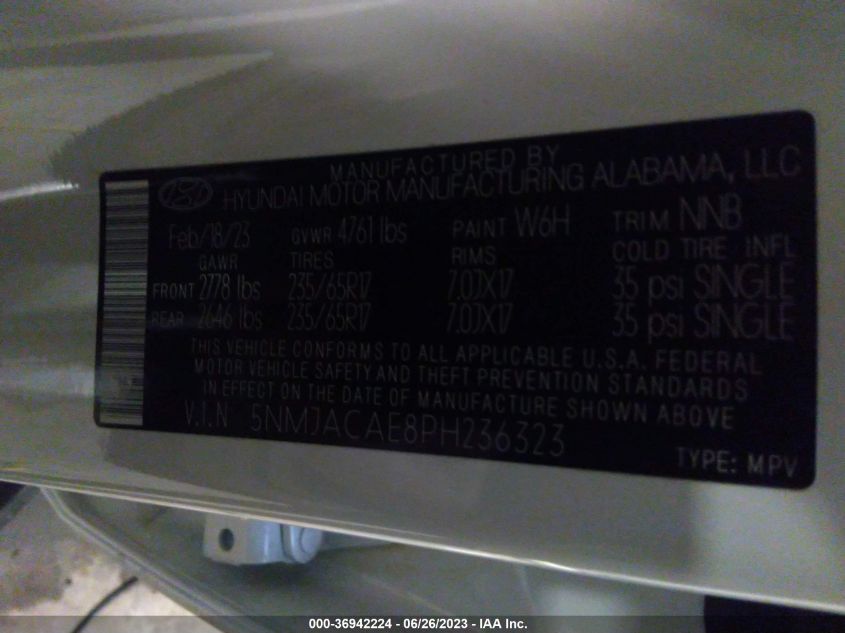 MANUFACTURED BY
HYUNDAI MOTOR MANUFACTURING ALABAMA, LLC
Feb/18/23 GVWR 4761 lbs PAINT W6H TRIM NNB
GAWR TIRES RIMS COLD TIRE INFL
FRONT 2778 lbs 235/65R17 7.0JX17 35 psi SINGLE
REAR 2646 lbs 235/65R17 7.0JX17 35 psi SINGLE
THIS VEHICLE CONFORMS TO ALL APPLICABLE U.S.A. FEDERAL
MOTOR VEHICLE SAFETY AND THEFT PREVENTION STANDARDS
IN EFFECT ON THE DATE OF MANUFACTURE SHOWN ABOVE
V.I.N 5NMJACAE8PH236323
TYPE: MPV
000-36942224 - 06/26/2023 - IAA Inc.